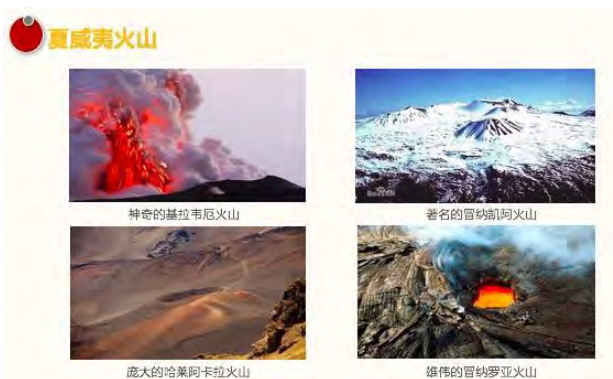 夏威夷火山
神奇的基拉韦厄火山
著名的冒纳凯阿火山
庞大的哈莱阿卡拉火山
雄伟的冒纳罗亚火山